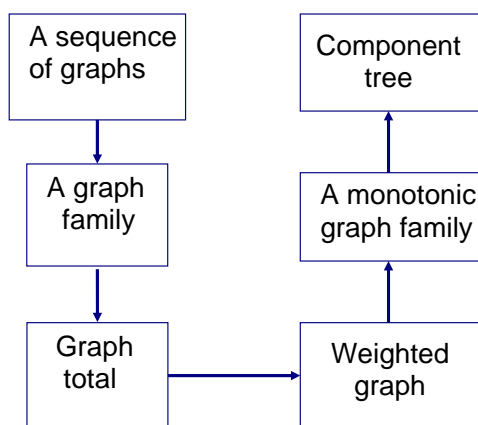 A sequence
of graphs
A graph
family
Graph
total
Weighted
graph
A monotonic
graph family
Component
tree